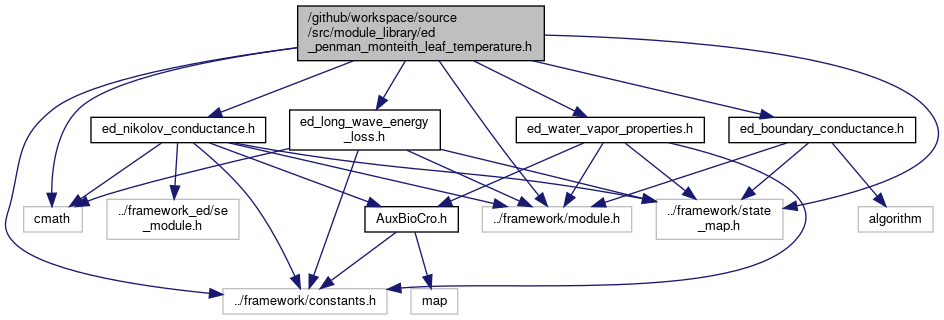 /github/workspace/source
/src/module_library/ed
_penman_monteith_leaf_temperature.h
ed_nikolov_conductance.h
ed_long_wave_energy
_loss.h
ed_water_vapor_properties.h
ed_boundary_conductance.h
cmath
../framework_ed/se
_module.h
AuxBioCro.h
../framework/module.h
../framework/state
_map.h
algorithm
../framework/constants.h
map